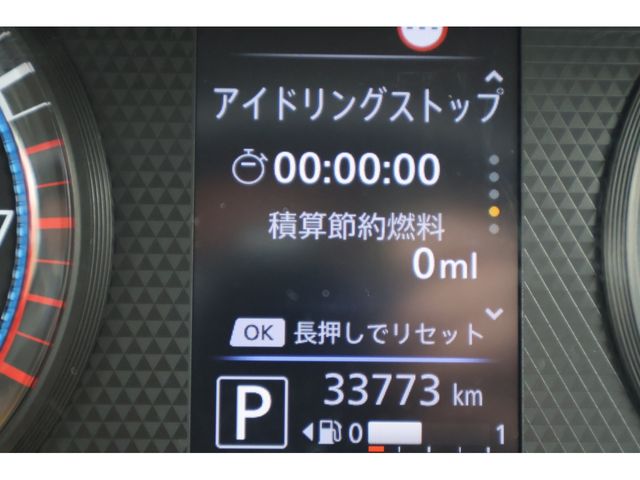 アイドリングストップ
00:00:00
積算節約燃料
0ml
OK 長押しでリセット
P 33773 km
0 1